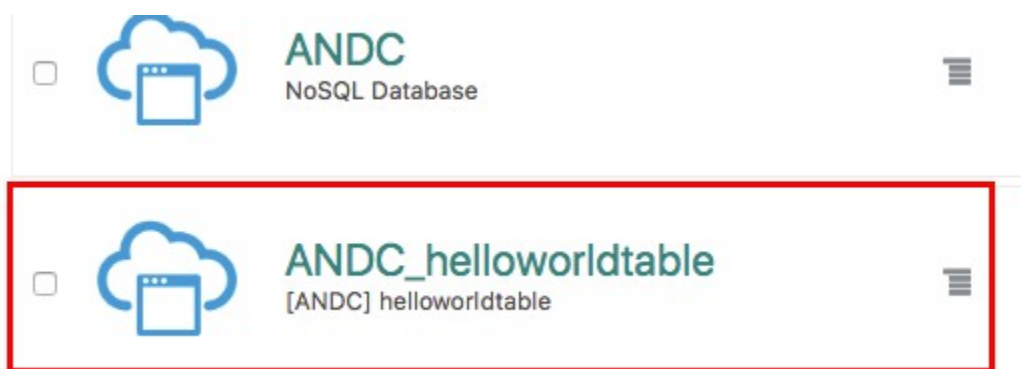 ANDC
NoSQL Database
ANDC_helloworldtable
[ANDC] helloworldtable